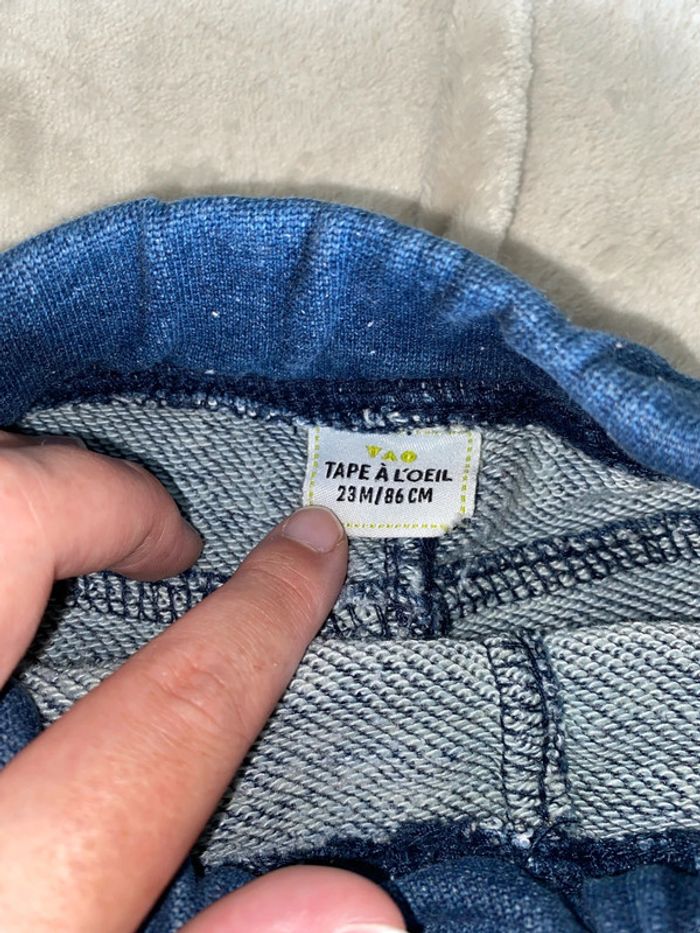 TAO
TAPE À L'OEIL
23M/86CM